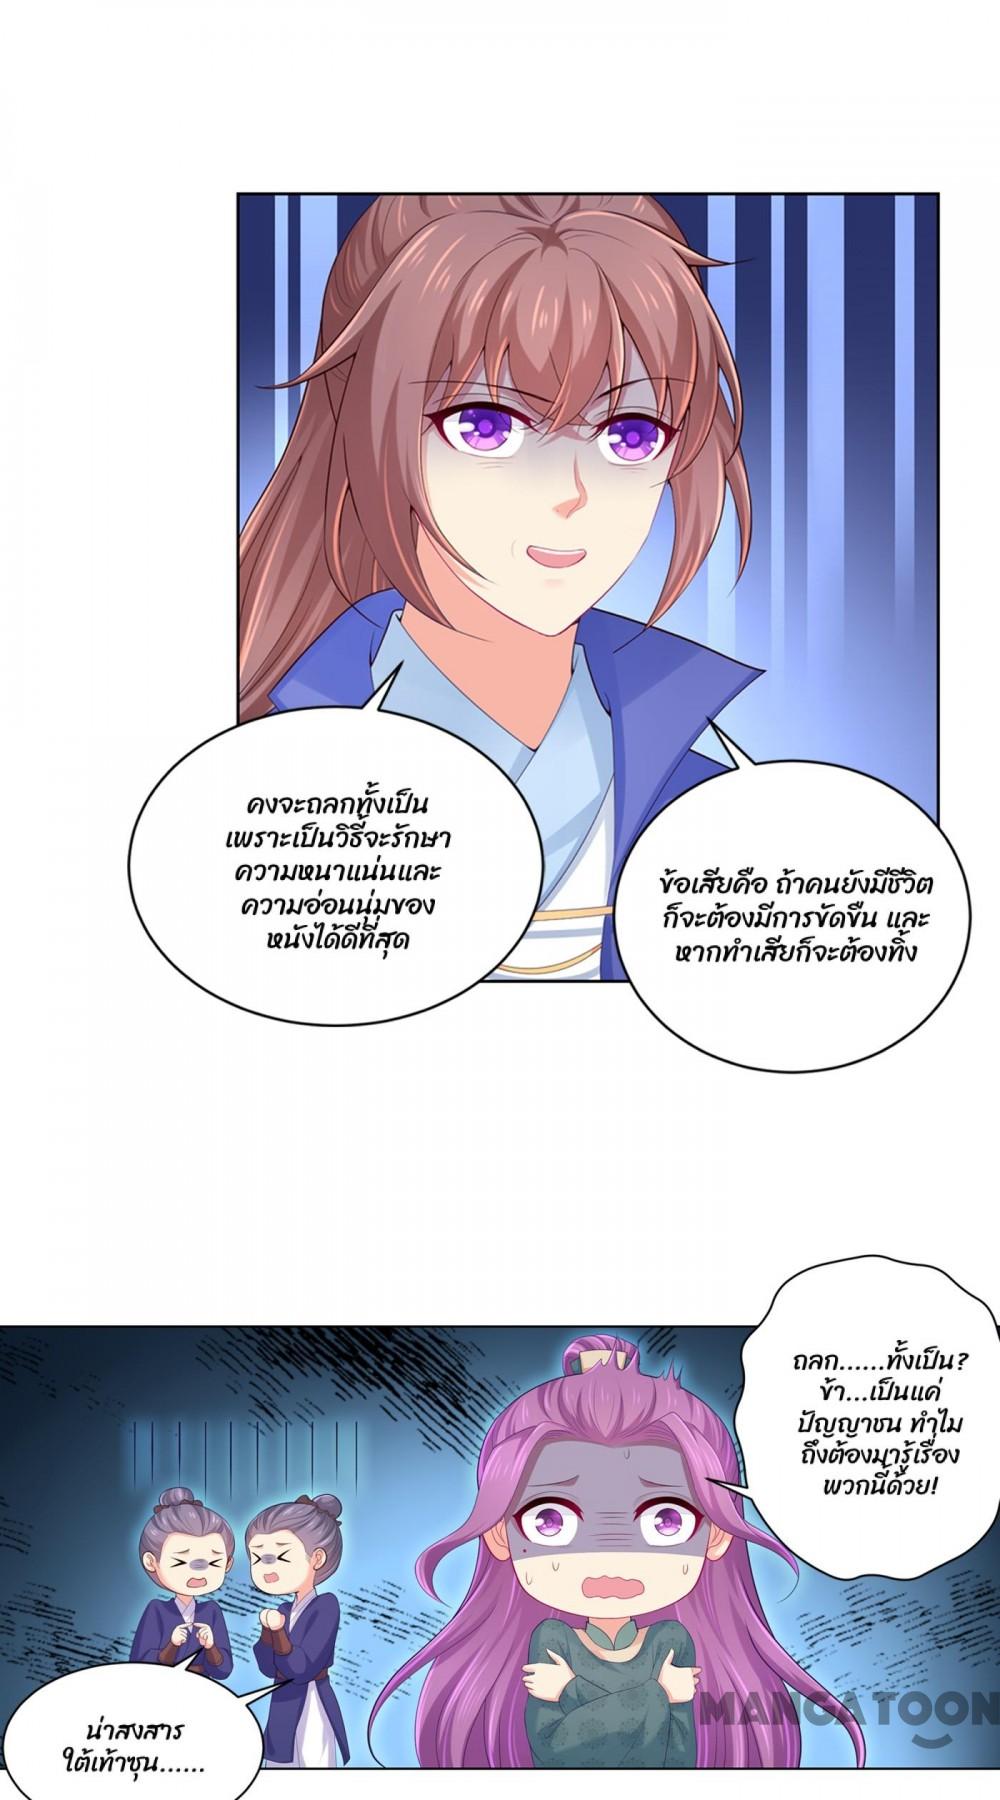 คงจะถลกทั้งเป็น
เพราะเป็นวิธีจะรักษา
ความหนาแน่นและ
ความอ่อนนุ่มของ
หนังได้ดีที่สุด
ข้อเสียคือ ถ้าคนยังมีชีวิต
ก็จะต้องมีการขัดขืน และ
หากทำเสียก็จะต้องทิ้ง
ถลก......ทั้งเป็น?
ข้า...เป็นแค่
ปัญญาชน ทำไม
ถึงต้องมารู้เรื่อง
พวกนี้ด้วย!
น่าสงสาร
ใต้เท้าซุน......
MANGATOON